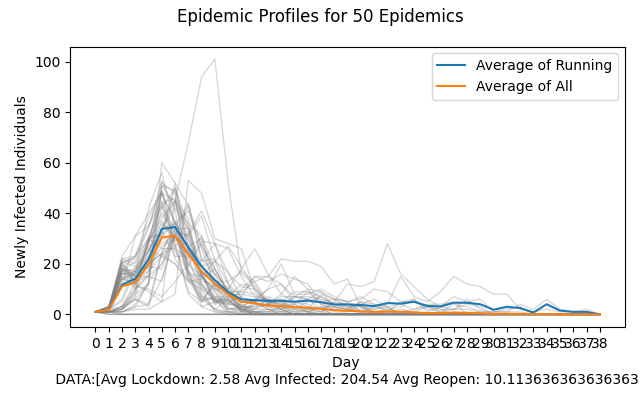 Epidemic Profiles for 50 Epidemics
Average of Running
Average of All
Newly Infected Individuals
100
80
60
40
20
0
0 1 2 3 4 5 6 7 8 9 10 11 12 13 14 15 16 17 18 19 20 21 22 23 24 25 26 27 28 29 30 31 32 33 34 35 36 37 38
Day
DATA:[Avg Lockdown: 2.58 Avg Infected: 204.54 Avg Reopen: 10.113636363636363